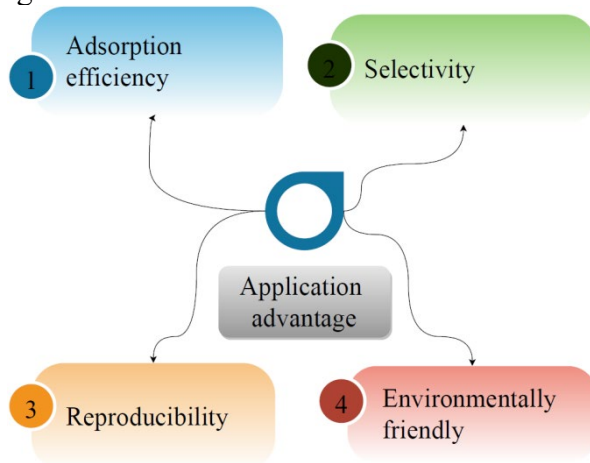 1
Adsorption
efficiency
2
Selectivity
Application
advantage
3
Reproducibility
4
Environmentally
friendly